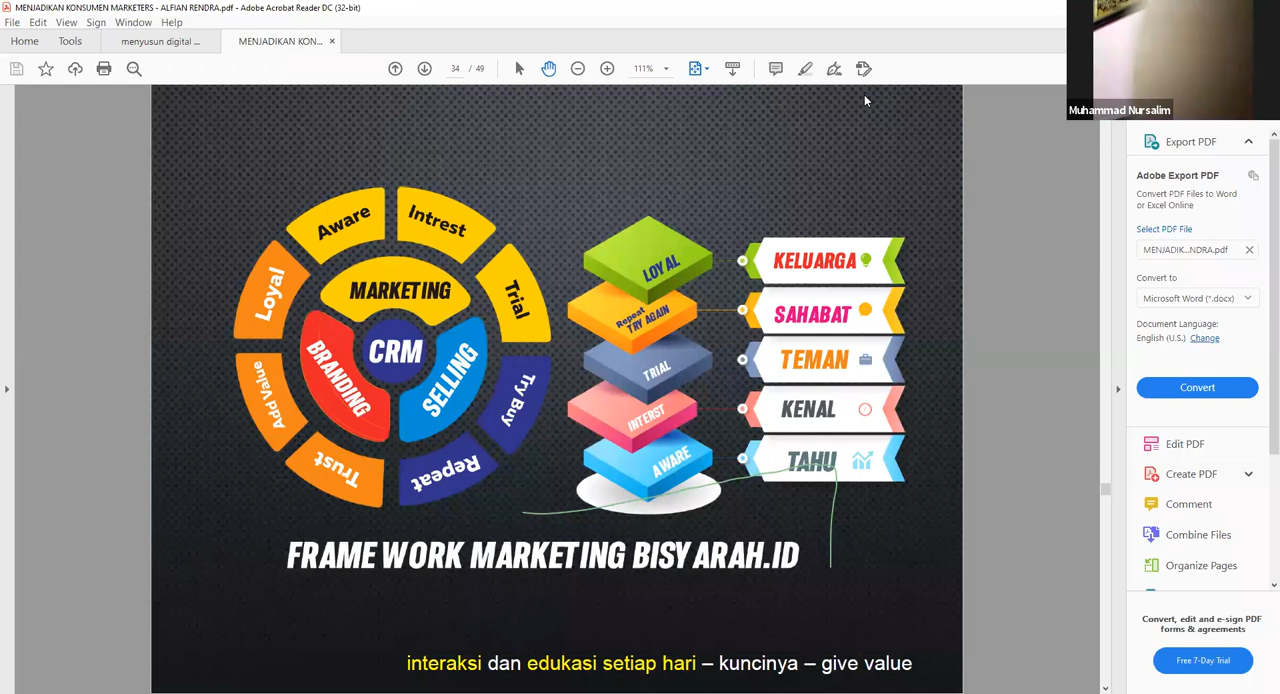 MENJADIKAN KONSUMEN MARKETERS - ALFIAN RENDRA.pdf - Adobe Acrobat Reader DC (32-bit)
File Edit View Sign Window Help
Home Tools menyusun digital ... MENJADIKAN KON... ×
34 / 49 111%
Muhammad Nursalim
Aware
Intrest
Trial
Try Buy
Repeat
Trust
Add Value
Loyal
MARKETING
SELLING
BRANDING
CRM
LOYAL KELUARGA
Repeat
TRY AGAIN SAHABAT
TRIAL TEMAN
INTERST KENAL
AWARE TAHU
FRAME WORK MARKETING BISYARAH.ID
interaksi dan edukasi setiap hari – kuncinya – give value
Export PDF
Adobe Export PDF
Convert PDF Files to Word
or Excel Online
Select PDF File
MENJADIK...NDRA.pdf
Convert to
Microsoft Word (*.docx)
Document Language:
English (U.S.) Change
Convert
Edit PDF
Create PDF
Comment
Combine Files
Organize Pages
Convert, edit and e-sign PDF
forms & agreements
Free 7-Day Trial